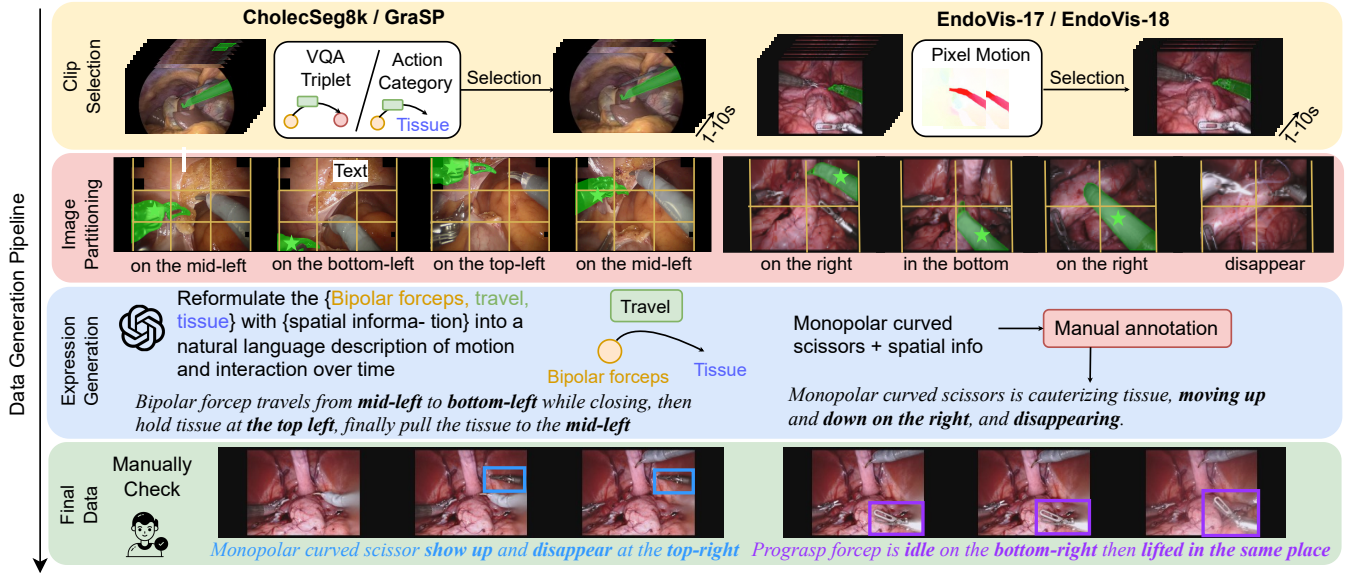 CholecSeg8k / GraSP
EndoVis-17 / EndoVis-18
Data Generation Pipeline
Clip
Selection
VQA
Triplet
/
Action
Category
Tissue
Selection
1-10s
Pixel Motion
Selection
1-10s
Image
Partitioning
Text
on the mid-left
on the bottom-left
on the top-left
on the mid-left
on the right
in the bottom
on the right
disappear
Expression
Generation
Reformulate the {Bipolar forceps, travel,
tissue} with {spatial informa- tion} into a
natural language description of motion
and interaction over time
Travel
Bipolar forceps
Tissue
Bipolar forcep travels from mid-left to bottom-left while closing, then
hold tissue at the top left, finally pull the tissue to the mid-left
Monopolar curved
scissors + spatial info
Manual annotation
Monopolar curved scissors is cauterizing tissue, moving up
and down on the right, and disappearing.
Final
Data
Manually
Check
Monopolar curved scissor show up and disappear at the top-right
Prograsp forcep is idle on the bottom-right then lifted in the same place